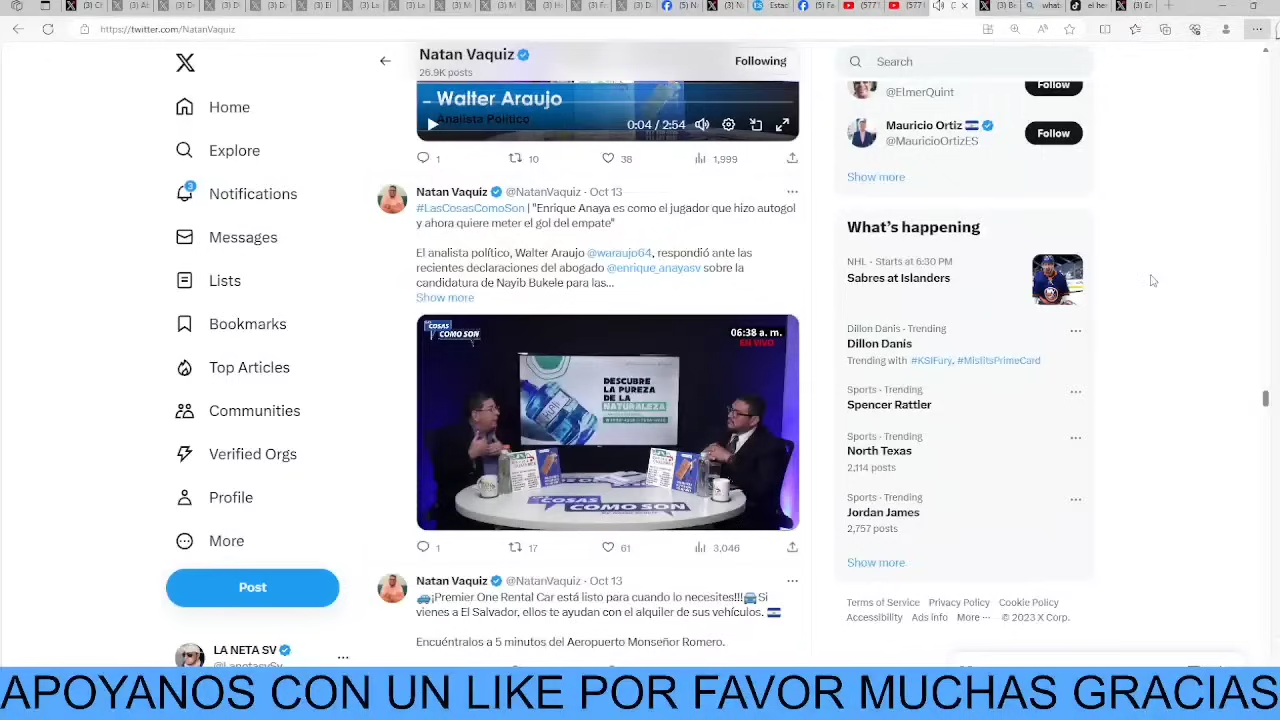 https://twitter.com/NatanVaquiz
Home
Explore
3
Notifications
Messages
Lists
Bookmarks
Top Articles
Communities
Verified Orgs
Profile
More
Post
LA NETA SV
@LanetasvSv
Natan Vaquiz
26.9K posts
Following
Walter Araujo
Analista Político
0:04 / 2:54
1 10 38 1,999
Natan Vaquiz @NatanVaquiz · Oct 13
#LasCosasComoSon | "Enrique Anaya es como el jugador que hizo autogol
y ahora quiere meter el gol del empate"
El analista político, Walter Araujo @waraujo64, respondió ante las
recientes declaraciones del abogado @enrique_anayasv sobre la
candidatura de Nayib Bukele para las...
Show more
COSAS
COMO SON
06:38 a. m.
EN VIVO
DESCUBRE
LA PUREZA
DE LA
NATURALEZA
COSAS
COMO SON
1 17 61 3,046
Natan Vaquiz @NatanVaquiz · Oct 13
¡Premier One Rental Car está listo para cuando lo necesites!!! Si
vienes a El Salvador, ellos te ayudan con el alquiler de sus vehículos.
Encuéntralos a 5 minutos del Aeropuerto Monseñor Romero.
Search
@ElmerQuint
Follow
Mauricio Ortiz
@MauricioOrtizES
Follow
Show more
What's happening
NHL · Starts at 6:30 PM
Sabres at Islanders
Dillon Danis · Trending
Dillon Danis
Trending with #KSIFury, #MisfitsPrimeCard
Sports · Trending
Spencer Rattler
Sports · Trending
North Texas
2,114 posts
Sports · Trending
Jordan James
2,757 posts
Show more
Terms of Service Privacy Policy Cookie Policy
Accessibility Ads info More ··· © 2023 X Corp.
APOYANOS CON UN LIKE POR FAVOR MUCHAS GRACIAS